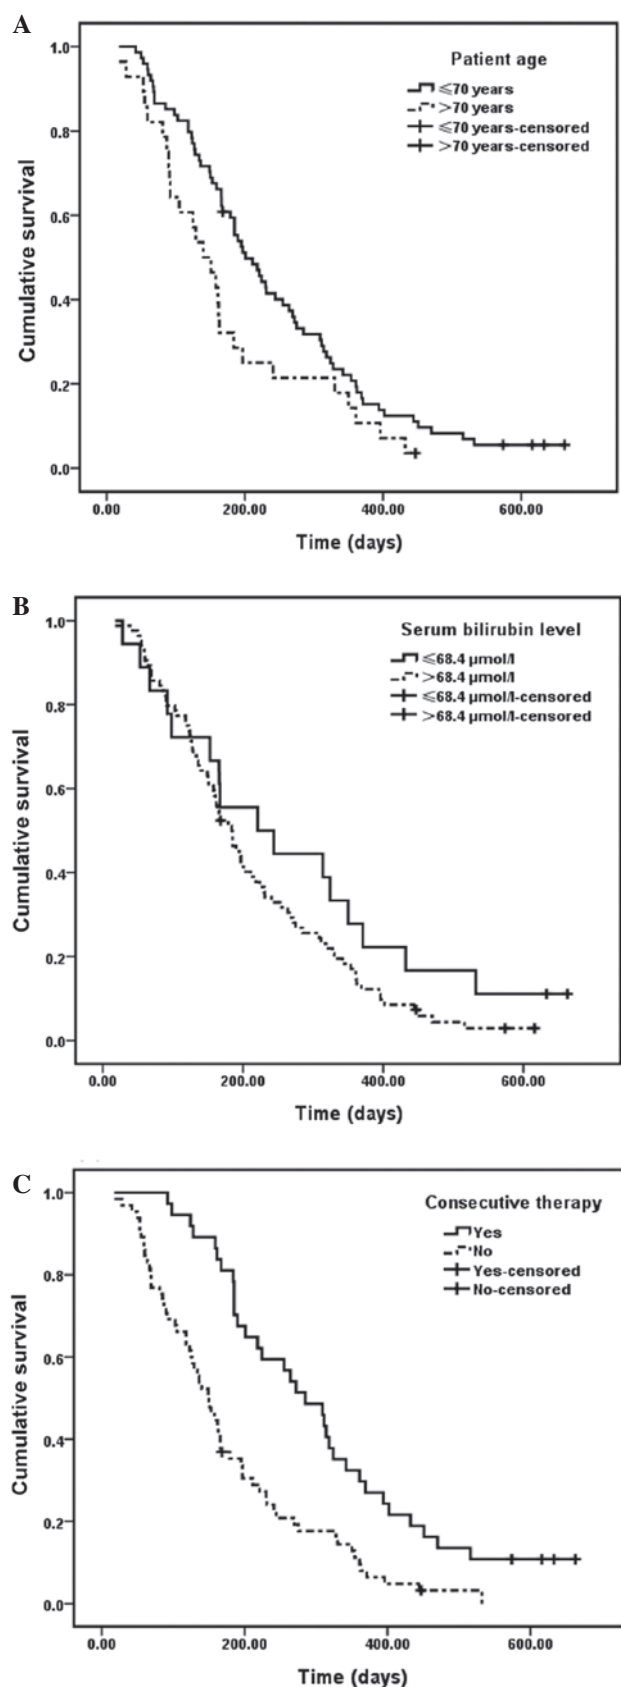 A
Patient age
≤70 years
>70 years
≤70 years-censored
>70 years-censored
Cumulative survival
1.0
0.8
0.6
0.4
0.2
0.0
0.00 200.00 400.00 600.00
Time (days)
B
Serum bilirubin level
≤68.4 μmol/l
>68.4 μmol/l
≤68.4 μmol/l-censored
>68.4 μmol/l-censored
Cumulative survival
1.0
0.8
0.6
0.4
0.2
0.0
0.00 200.00 400.00 600.00
Time (days)
C
Consecutive therapy
Yes
No
Yes-censored
No-censored
Cumulative survival
1.0
0.8
0.6
0.4
0.2
0.0
0.00 200.00 400.00 600.00
Time (days)